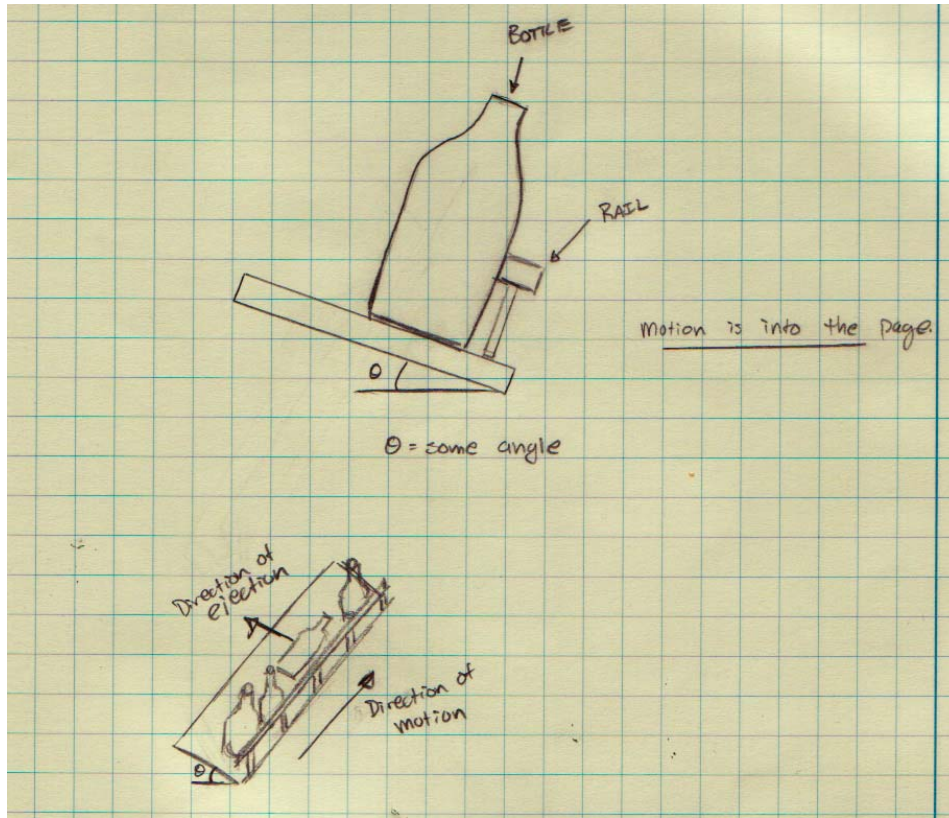 BOTTLE
RAIL
motion is into the page.
θ
θ = some angle
Direction of
ejection
Direction of
motion
θ